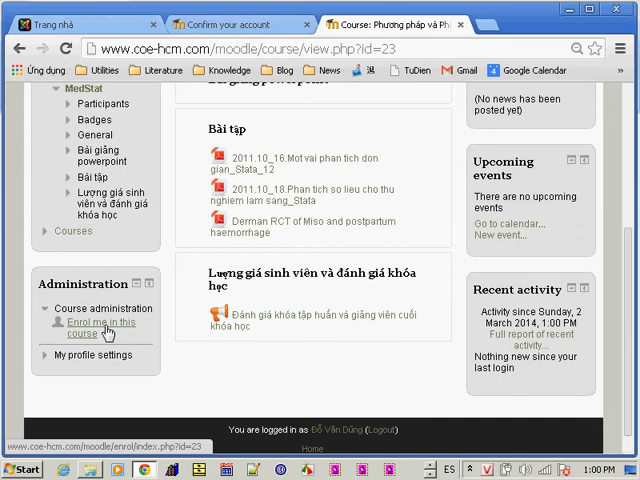 Trang nhà
Confirm your account
Course: Phương pháp và Ph
www.coe-hcm.com/moodle/course/view.php?id=23
Ứng dụng
Utilities
Literature
Knowledge
Blog
News
TuDien
Gmail
Google Calendar
MedStat
Participants
Badges
General
Bài giảng
powerpoint
Bài tập
Lượng giá sinh
viên và đánh giá
khóa học
Courses
Administration
Course administration
Enrol me in this
course
My profile settings
Bài tập
2011.10_16.Mot vai phan tich don
gian_Stata_12
2011.10_18.Phan tich so lieu cho thu
nghiem lam sang_Stata
Derman RCT of Miso and postpartum
haemorrhage
Lượng giá sinh viên và đánh giá khóa
học
Đánh giá khóa tập huấn và giảng viên cuối
khóa học
(No news has been
posted yet)
Upcoming
events
There are no upcoming
events
Go to calendar...
New event...
Recent activity
Activity since Sunday, 2
March 2014, 1:00 PM
Full report of recent
activity...
Nothing new since your
last login
You are logged in as Đỗ Văn Dũng (Logout)
Home
www.coe-hcm.com/moodle/enrol/index.php?id=23
Start
ES
1:00 PM